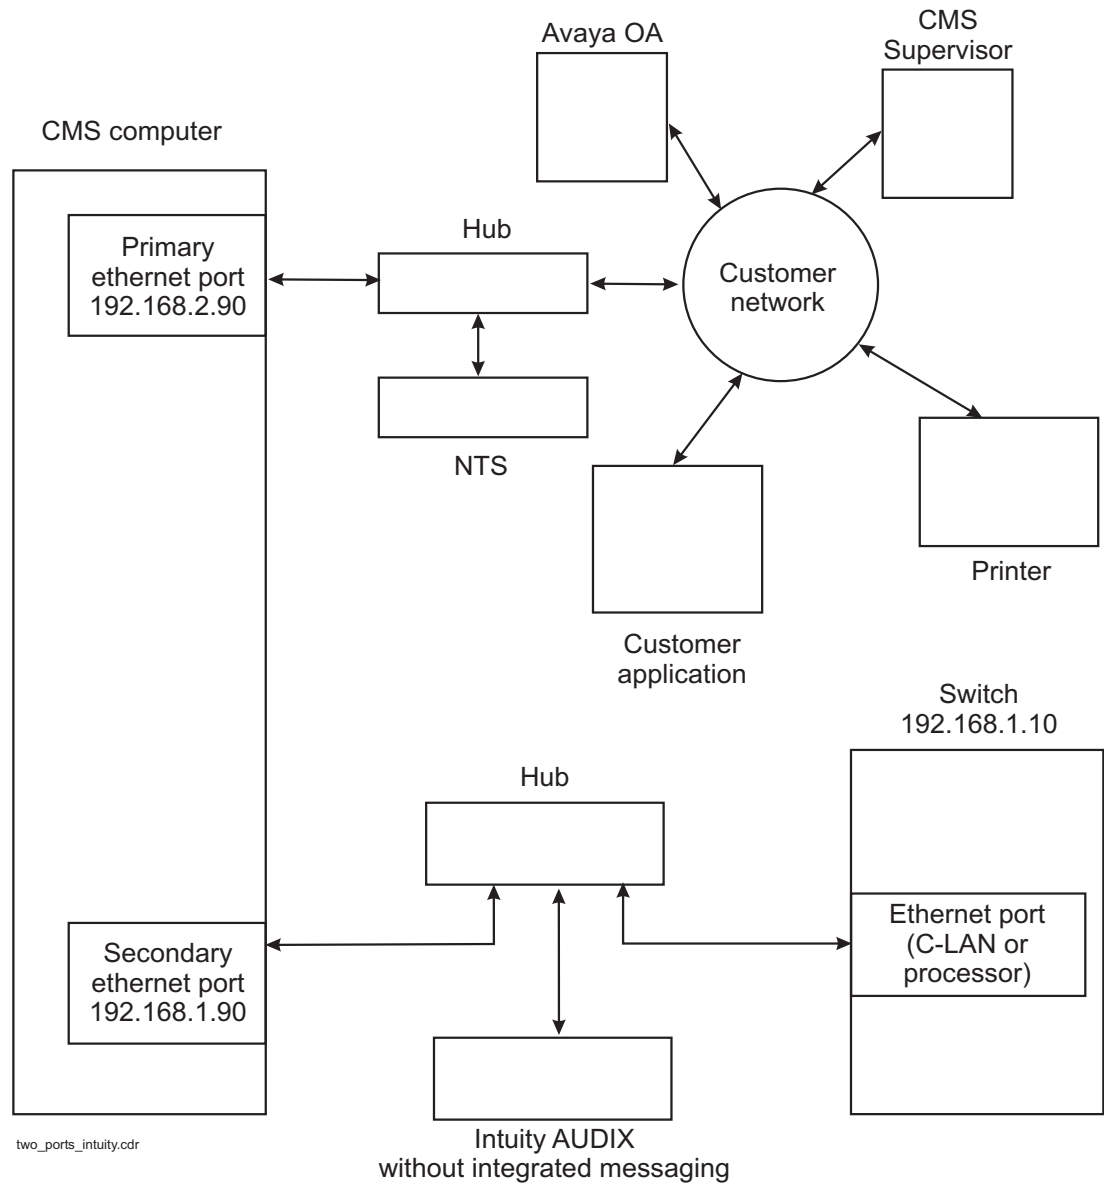 Avaya OA
CMS
Supervisor
CMS computer
Primary
ethernet port
192.168.2.90
Hub
Customer
network
NTS
Printer
Customer
application
Switch
192.168.1.10
Hub
Ethernet port
(C-LAN or
processor)
Secondary
ethernet port
192.168.1.90
Intuity AUDIX
without integrated messaging
two_ports_intuity.cdr